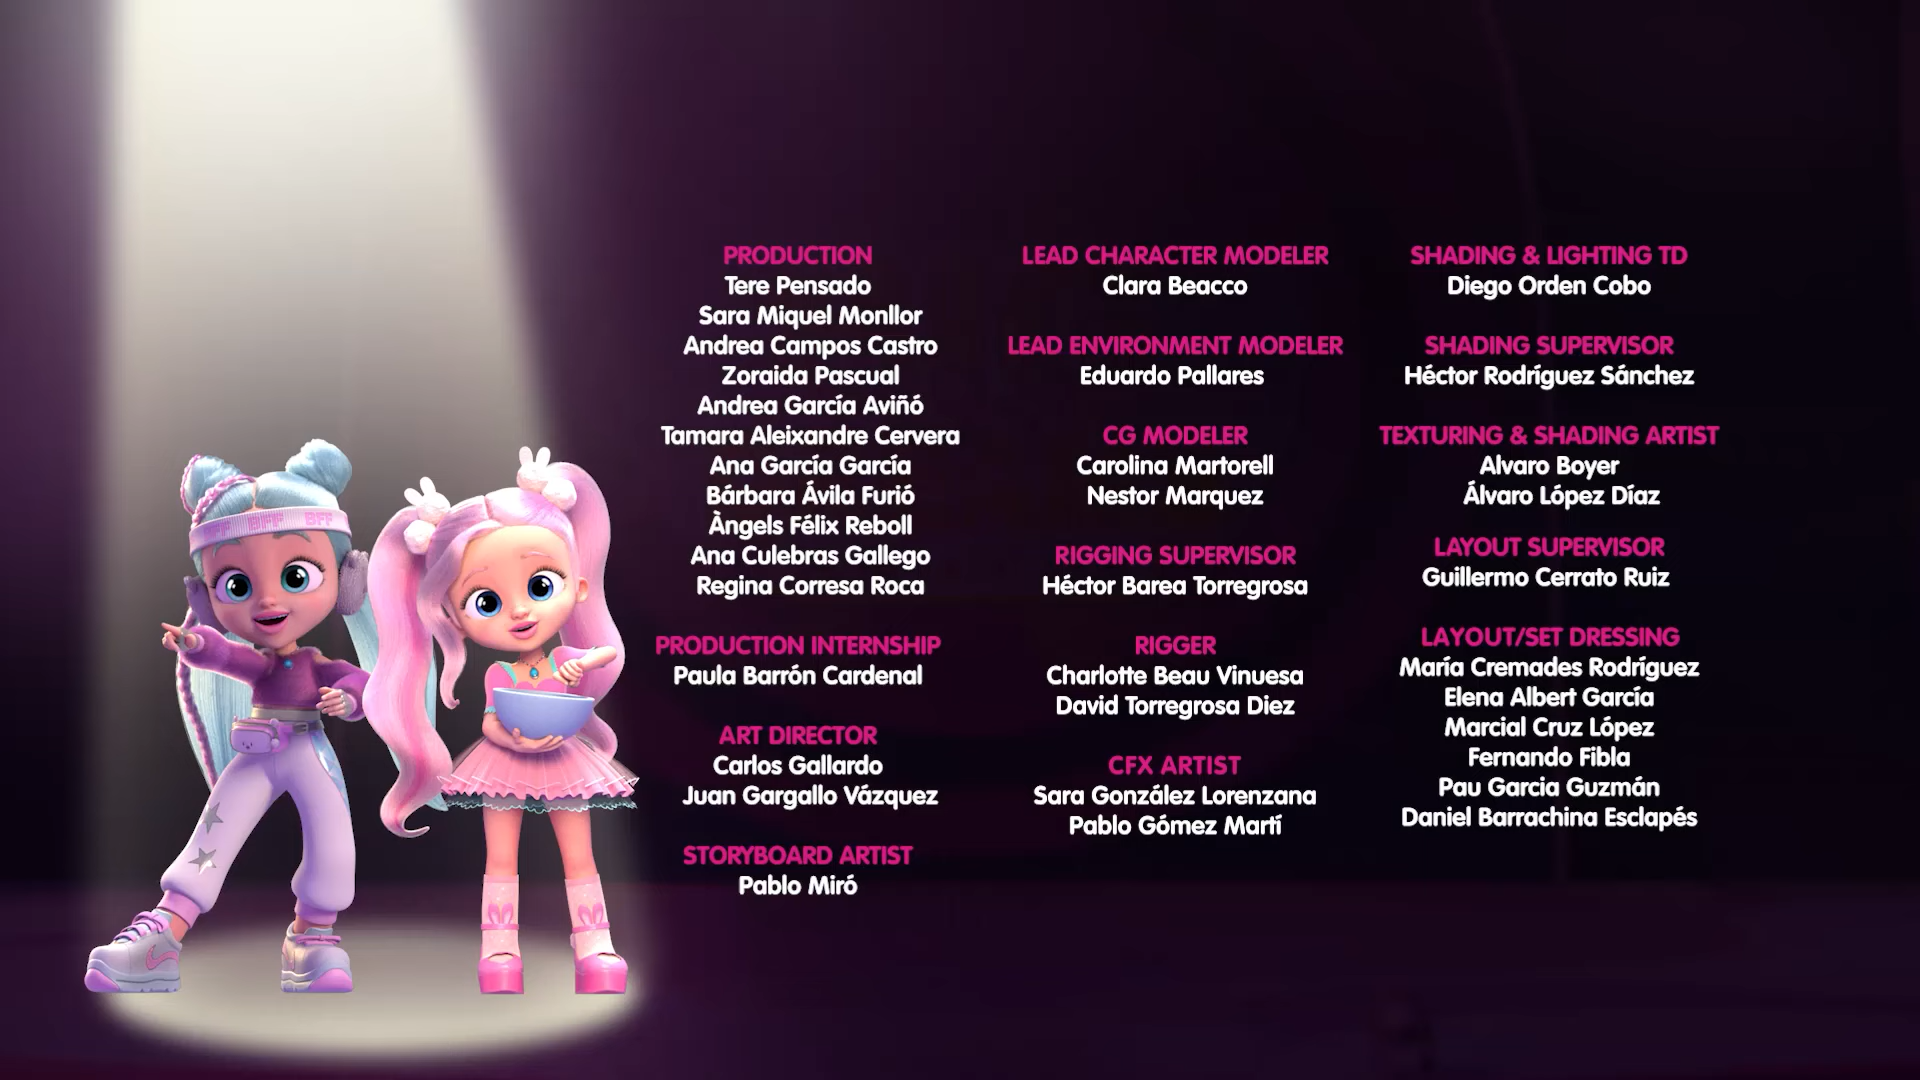 PRODUCTION
Tere Pensado
Sara Miquel Monllor
Andrea Campos Castro
Zoraida Pascual
Andrea García Aviñó
Tamara Aleixandre Cervera
Ana García García
Bárbara Ávila Furió
Àngels Félix Reboll
Ana Culebras Gallego
Regina Corresa Roca
PRODUCTION INTERNSHIP
Paula Barrón Cardenal
ART DIRECTOR
Carlos Gallardo
Juan Gargallo Vázquez
STORYBOARD ARTIST
Pablo Miró
LEAD CHARACTER MODELER
Clara Beacco
LEAD ENVIRONMENT MODELER
Eduardo Pallares
CG MODELER
Carolina Martorell
Nestor Marquez
RIGGING SUPERVISOR
Héctor Barea Torregrosa
RIGGER
Charlotte Beau Vinuesa
David Torregrosa Diez
CFX ARTIST
Sara González Lorenzana
Pablo Gómez Martí
SHADING & LIGHTING TD
Diego Orden Cobo
SHADING SUPERVISOR
Héctor Rodríguez Sánchez
TEXTURING & SHADING ARTIST
Alvaro Boyer
Álvaro López Díaz
LAYOUT SUPERVISOR
Guillermo Cerrato Ruiz
LAYOUT/SET DRESSING
María Cremades Rodríguez
Elena Albert García
Marcial Cruz López
Fernando Fibla
Pau Garcia Guzmán
Daniel Barrachina Esclapés
BFF BFF BFF